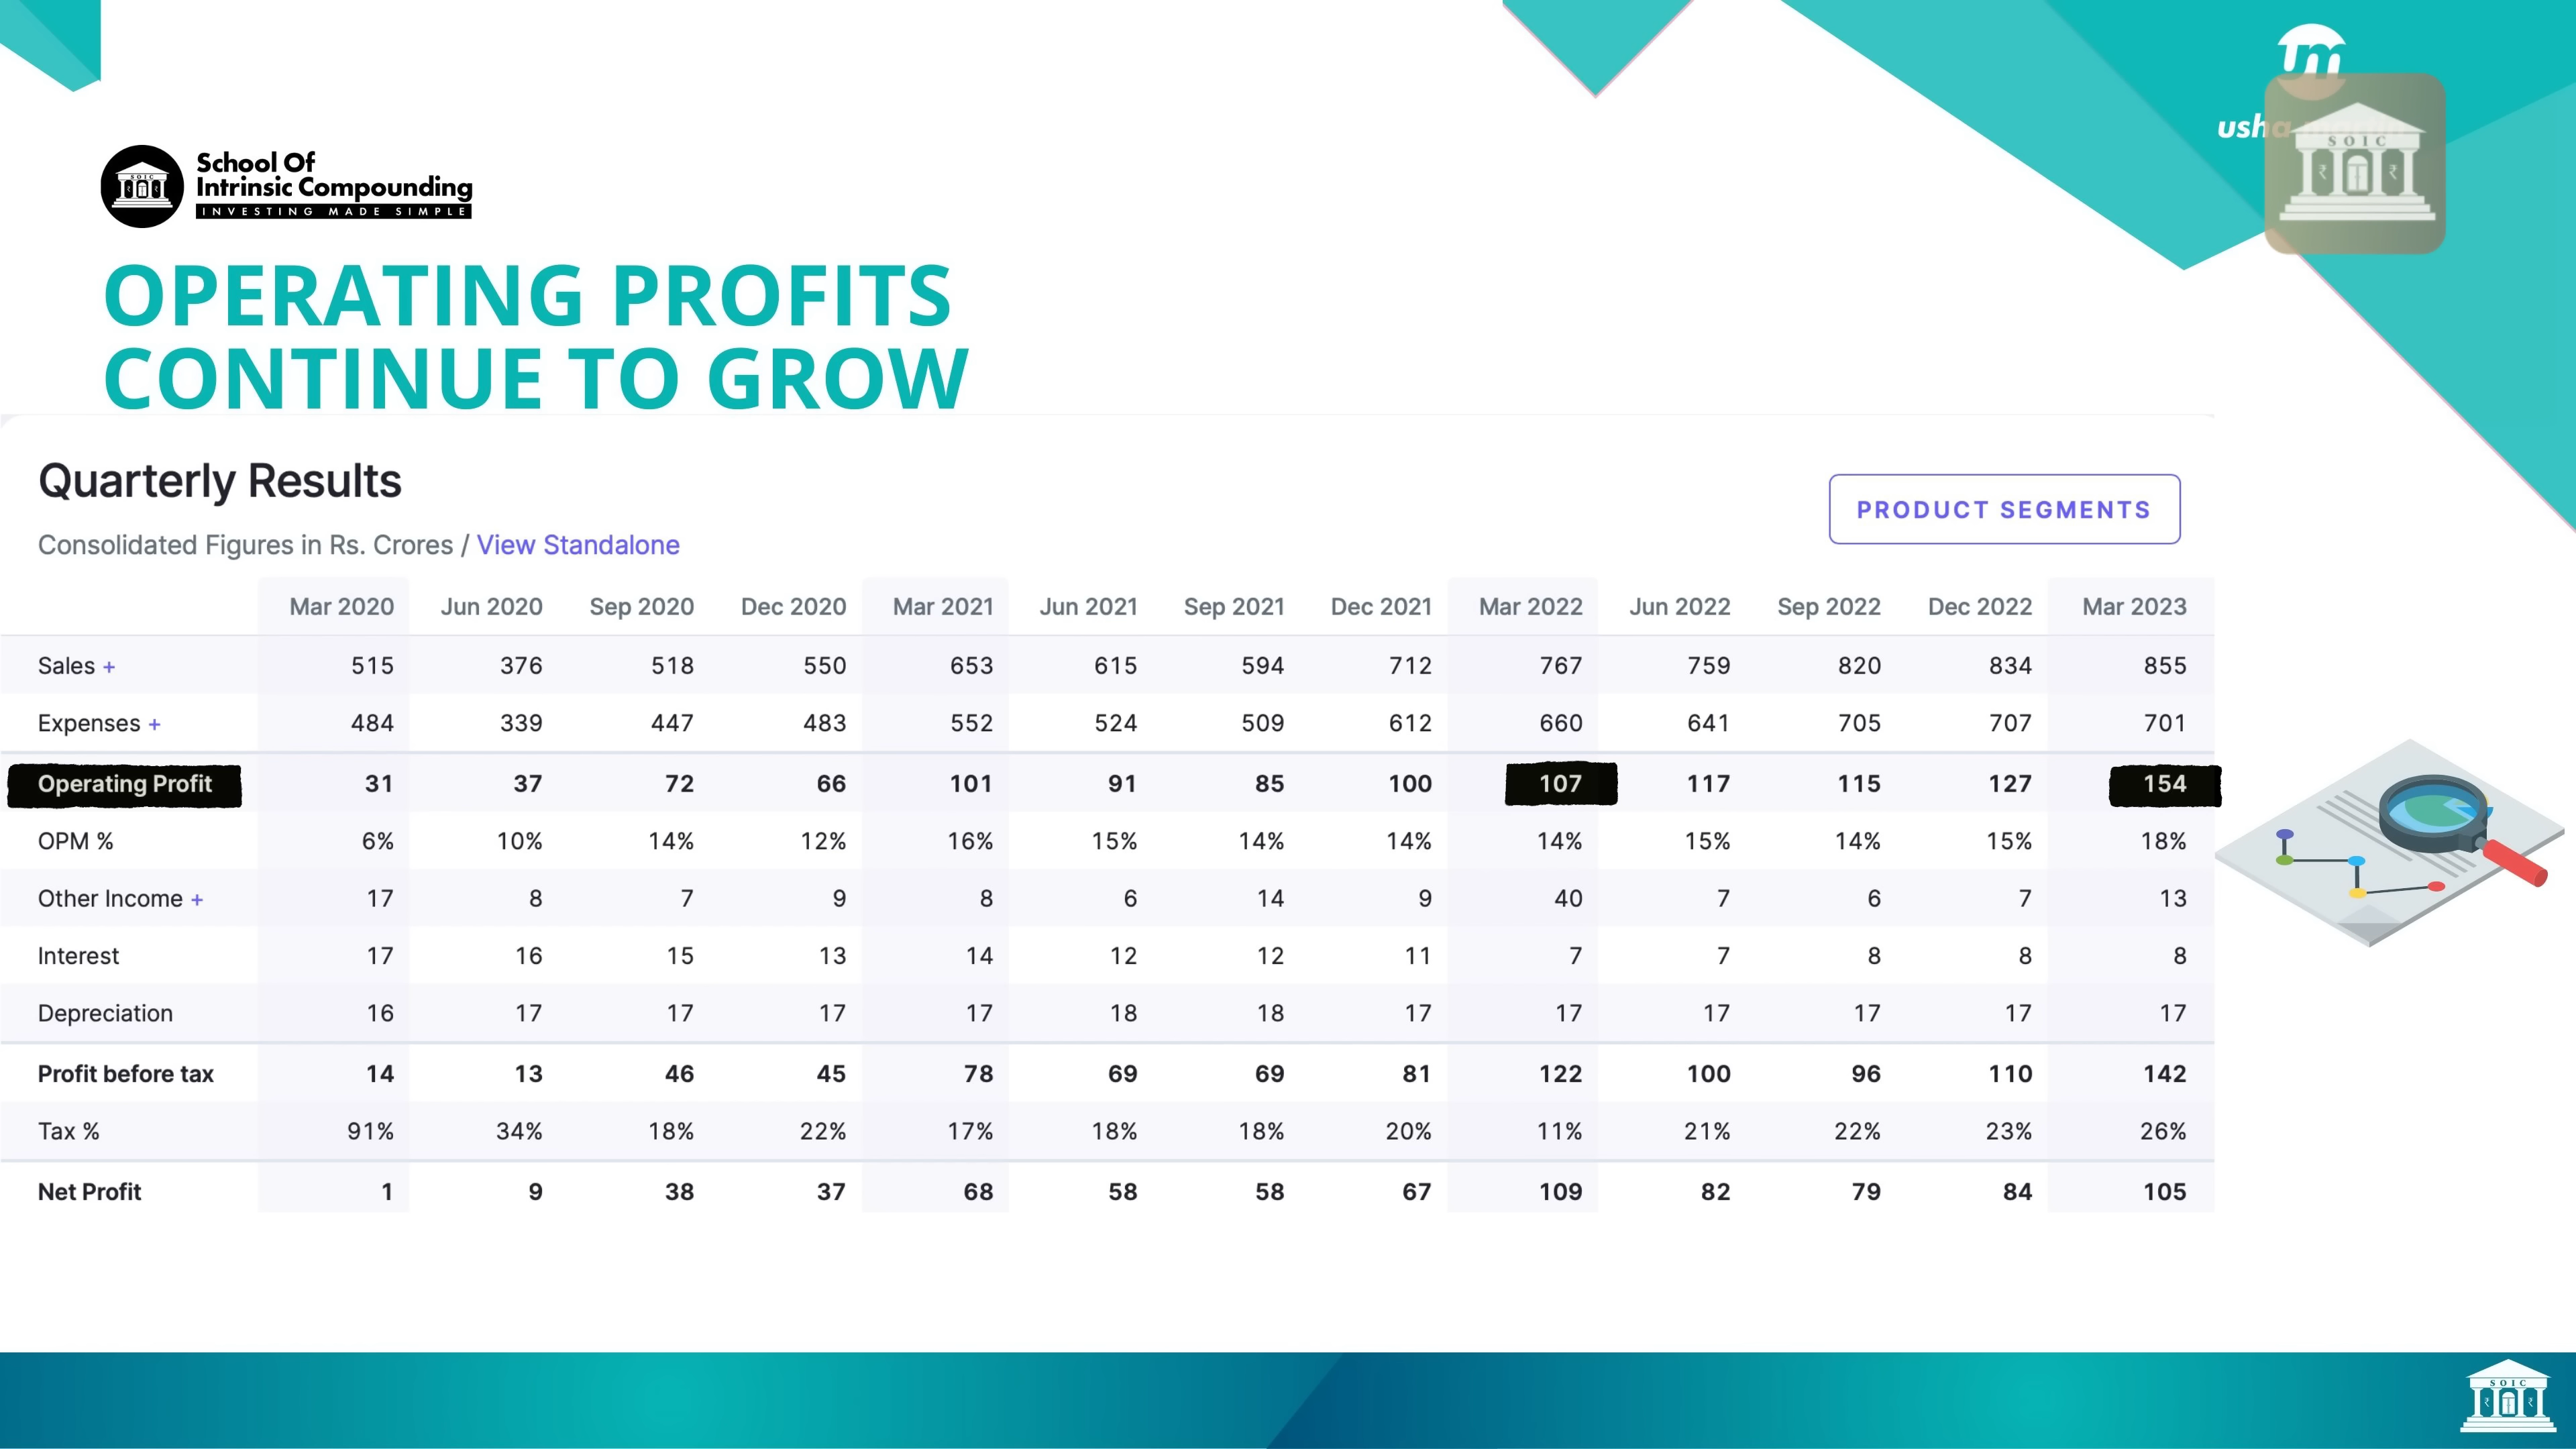 School Of
Intrinsic Compounding
INVESTING MADE SIMPLE
SOIC
OPERATING PROFITS
CONTINUE TO GROW
Quarterly Results
PRODUCT SEGMENTS
Consolidated Figures in Rs. Crores / View Standalone
Mar 2020 Jun 2020 Sep 2020 Dec 2020 Mar 2021 Jun 2021 Sep 2021 Dec 2021 Mar 2022 Jun 2022 Sep 2022 Dec 2022 Mar 2023
Sales + 515 376 518 550 653 615 594 712 767 759 820 834 855
Expenses + 484 339 447 483 552 524 509 612 660 641 705 707 701
Operating Profit 31 37 72 66 101 91 85 100 107 117 115 127 154
OPM % 6% 10% 14% 12% 16% 15% 14% 14% 14% 15% 14% 15% 18%
Other Income + 17 8 7 9 8 6 14 9 40 7 6 7 13
Interest 17 16 15 13 14 12 12 11 7 7 8 8 8
Depreciation 16 17 17 17 17 18 18 17 17 17 17 17 17
Profit before tax 14 13 46 45 78 69 69 81 122 100 96 110 142
Tax % 91% 34% 18% 22% 17% 18% 18% 20% 11% 21% 22% 23% 26%
Net Profit 1 9 38 37 68 58 58 67 109 82 79 84 105
SOIC